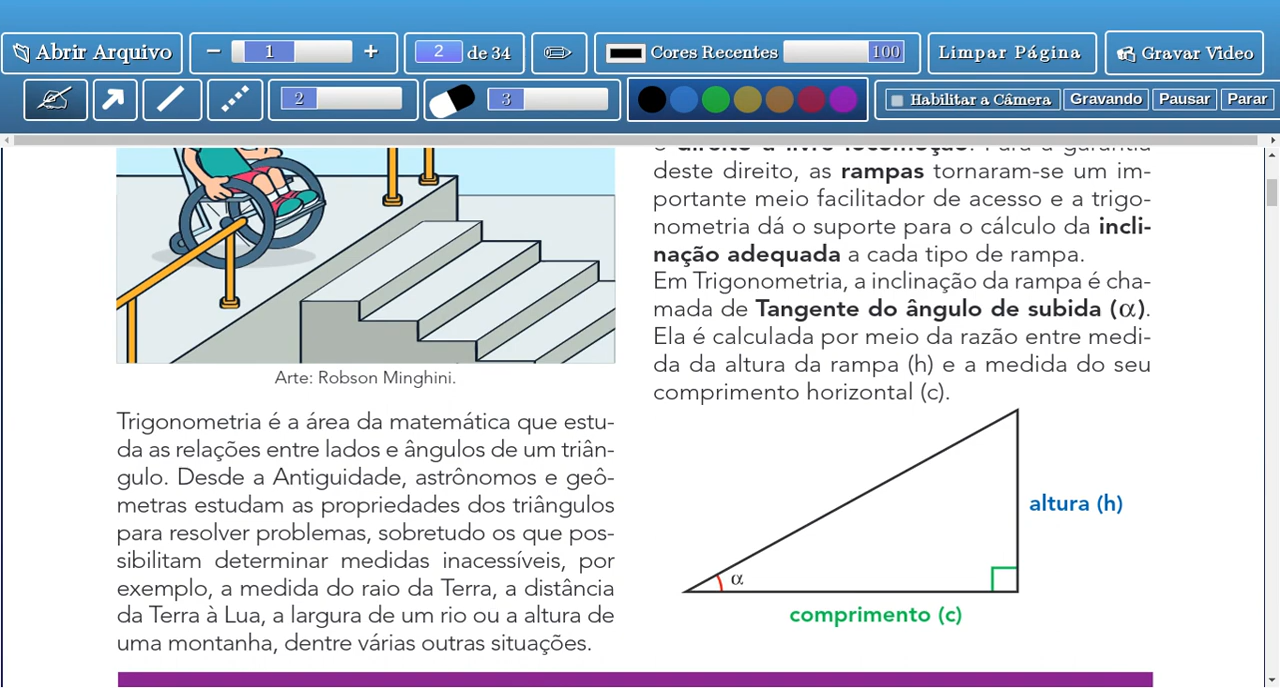 Abrir Arquivo
− 1 +
2 de 34
Cores Recentes 100
Limpar Página
Gravar Video
2
3
Habilitar a Câmera
Gravando
Pausar
Parar
Arte: Robson Minghini.
Trigonometria é a área da matemática que estu-
da as relações entre lados e ângulos de um triân-
gulo. Desde a Antiguidade, astrônomos e geô-
metras estudam as propriedades dos triângulos
para resolver problemas, sobretudo os que pos-
sibilitam determinar medidas inacessíveis, por
exemplo, a medida do raio da Terra, a distância
da Terra à Lua, a largura de um rio ou a altura de
uma montanha, dentre várias outras situações.
o direito à livre locomoção. Para a garantia
deste direito, as rampas tornaram-se um im-
portante meio facilitador de acesso e a trigo-
nometria dá o suporte para o cálculo da incli-
nação adequada a cada tipo de rampa.
Em Trigonometria, a inclinação da rampa é cha-
mada de Tangente do ângulo de subida (α).
Ela é calculada por meio da razão entre medi-
da da altura da rampa (h) e a medida do seu
comprimento horizontal (c).
altura (h)
α
comprimento (c)